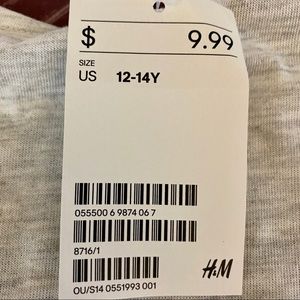 $ 9.99
SIZE
US 12-14Y
055500 6 9874 06 7
8716/1
H&M
OU/S14 0551993 001